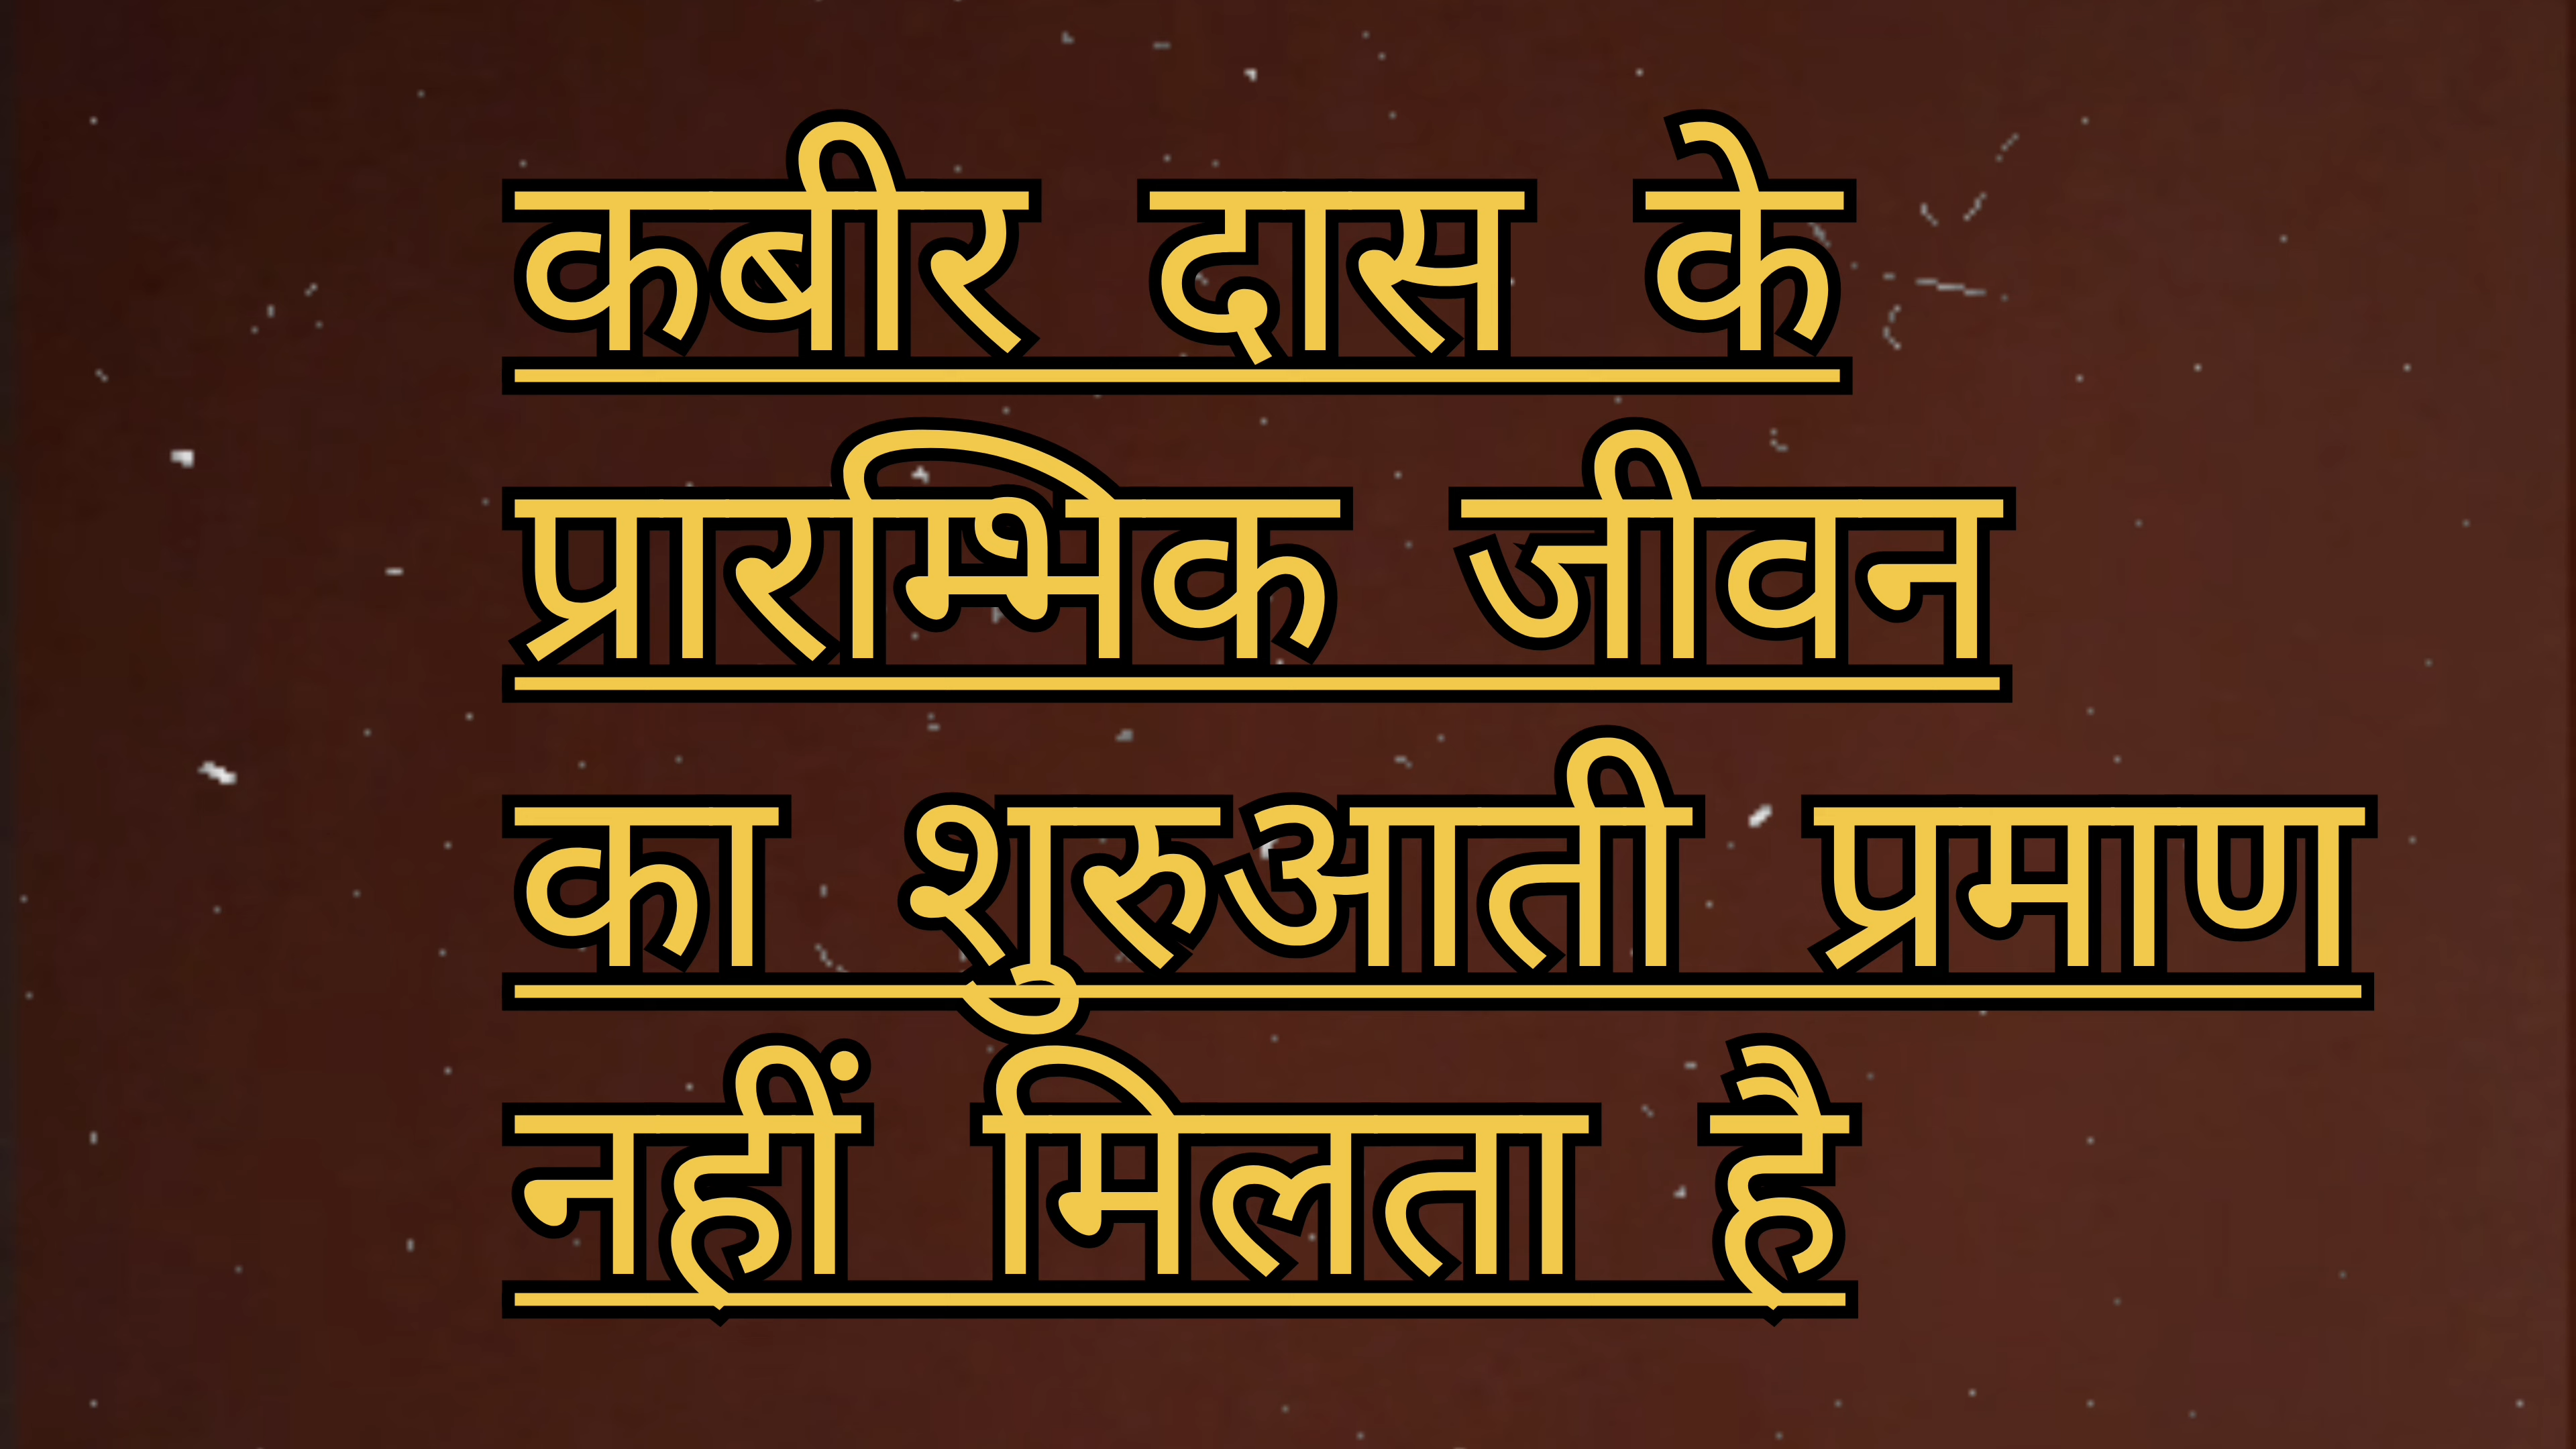 कबीर दास के
प्रारम्भिक जीवन
का शुरुआती प्रमाण
नहीं मिलता है